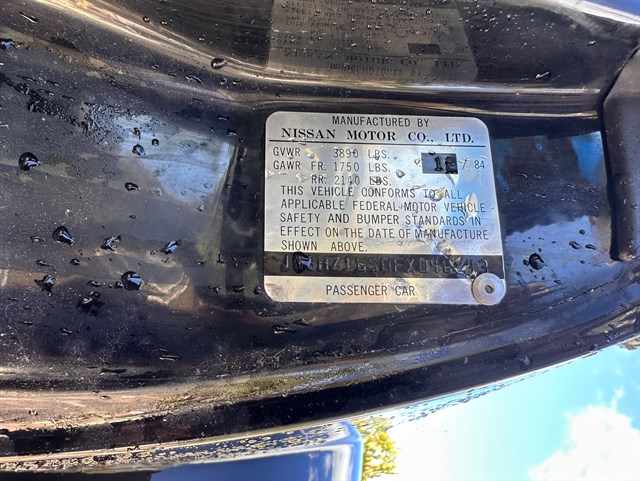 MANUFACTURED BY
NISSAN MOTOR CO., LTD.
GVWR 3890 LBS.
GAWR FR. 1750 LBS. 12 / 84
RR. 2140 LBS.
THIS VEHICLE CONFORMS TO ALL
APPLICABLE FEDERAL MOTOR VEHICLE
SAFETY AND BUMPER STANDARDS IN
EFFECT ON THE DATE OF MANUFACTURE
SHOWN ABOVE.
PASSENGER CAR